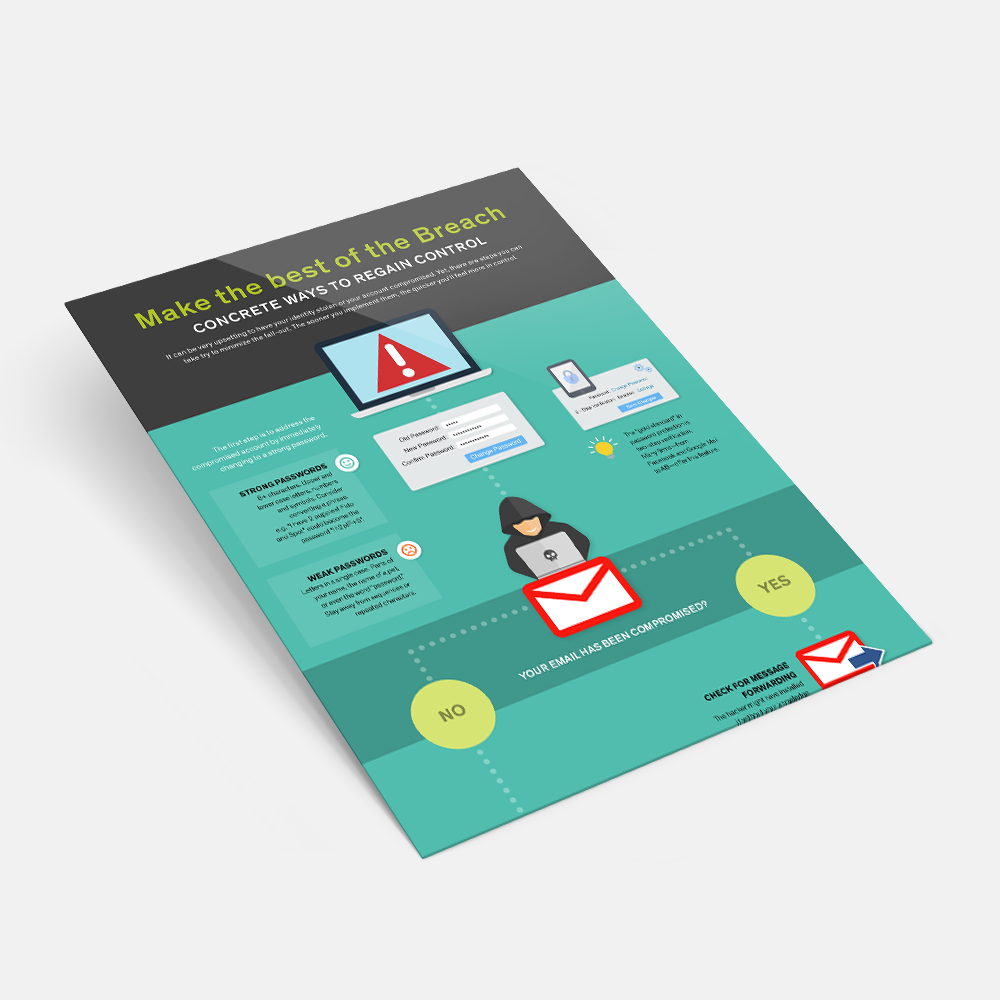 Make the best of the Breach
CONCRETE WAYS TO REGAIN CONTROL
It can be very upsetting to have your identity stolen or your account compromised. Yet, there are steps you can
take try to minimize the fall-out. The sooner you implement them, the quicker you'll feel more in control.
The first step is to address the
compromised account by immediately
changing to a strong password.
STRONG PASSWORDS
8+ characters. Upper and
lower case letters, numbers
and symbols. Consider
converting a phrase,
e.g. "I have 2 puppies! Fido
and Spot" could become the
password
WEAK PASSWORDS
Letters in a single case. Parts of
your name, the name of a pet,
or even the word "password".
Stay away from sequences or
repeated characters.
Old Password:
New Password:
Confirm Password:
Change Password
Password: Change Password
2 - Step Verification: Enabled
The "gold standard" in
password protection is
two-step verification.
Many firms—from
Facebook and Google Mail
to AIB—offer this feature.
YOUR EMAIL HAS BEEN COMPROMISED?
YES
NO
CHECK FOR MESSAGE
FORWARDING
The hacker might have installed